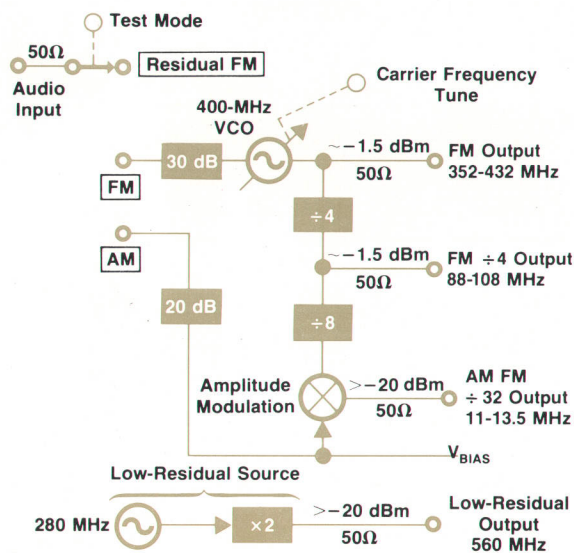 Test Mode
50Ω
Residual FM
Audio
Input
Carrier Frequency
Tune
400-MHz
VCO
30 dB
FM
~-1.5 dBm
50Ω
FM Output
352-432 MHz
÷4
AM
~-1.5 dBm
50Ω
FM ÷4 Output
88-108 MHz
20 dB
÷8
Amplitude
Modulation
>-20 dBm
50Ω
AM FM
÷ 32 Output
11-13.5 MHz
VBIAS
Low-Residual Source
280 MHz
×2
>-20 dBm
50Ω
Low-Residual
Output
560 MHz